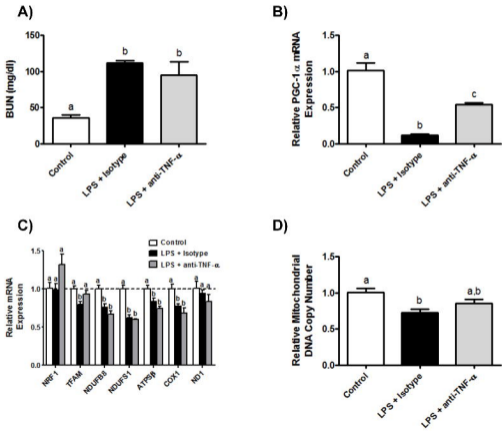 A)
BUN (mg/dl)
150
100
50
0
a
b
b
Control
LPS + Isotype
LPS + anti-TNF-α
B)
Relative PGC-1α mRNA
Expression
1.5
1.0
0.5
0.0
a
b
c
Control
LPS + Isotype
LPS + anti-TNF-α
C)
Control
LPS + Isotype
LPS + anti-TNF-α
Relative mRNA
Expression
1.5
1.0
0.5
0.0
a a a
a b a
a b b
a b b
a b b
a b b
a a a
NRF1
TFAM
NDUFB8
NDUFS1
ATPSβ
COX1
ND1
D)
Relative Mitochondrial
DNA Copy Number
1.5
1.0
0.5
0.0
a
b
a,b
Control
LPS + Isotype
LPS + anti-TNF-α